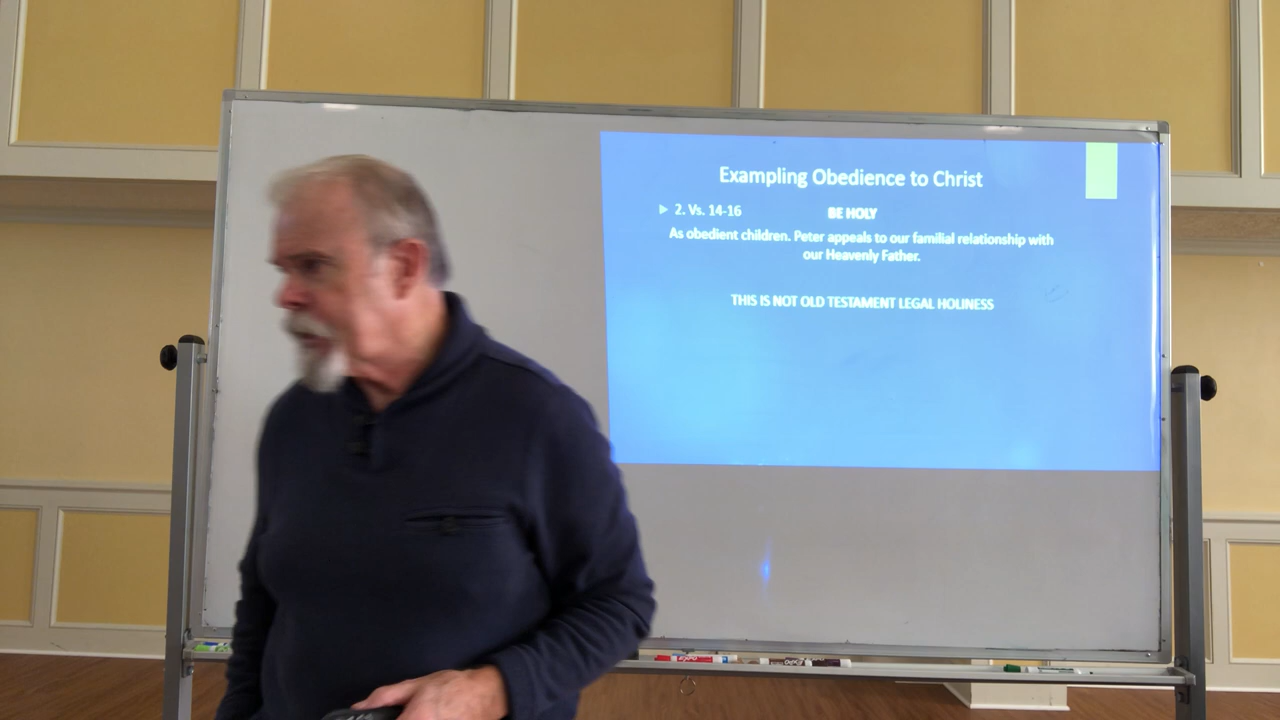 Exampling Obedience to Christ
2. Vs. 14-16 BE HOLY
As obedient children. Peter appeals to our familial relationship with
our Heavenly Father.
THIS IS NOT OLD TESTAMENT LEGAL HOLINESS
EXPO